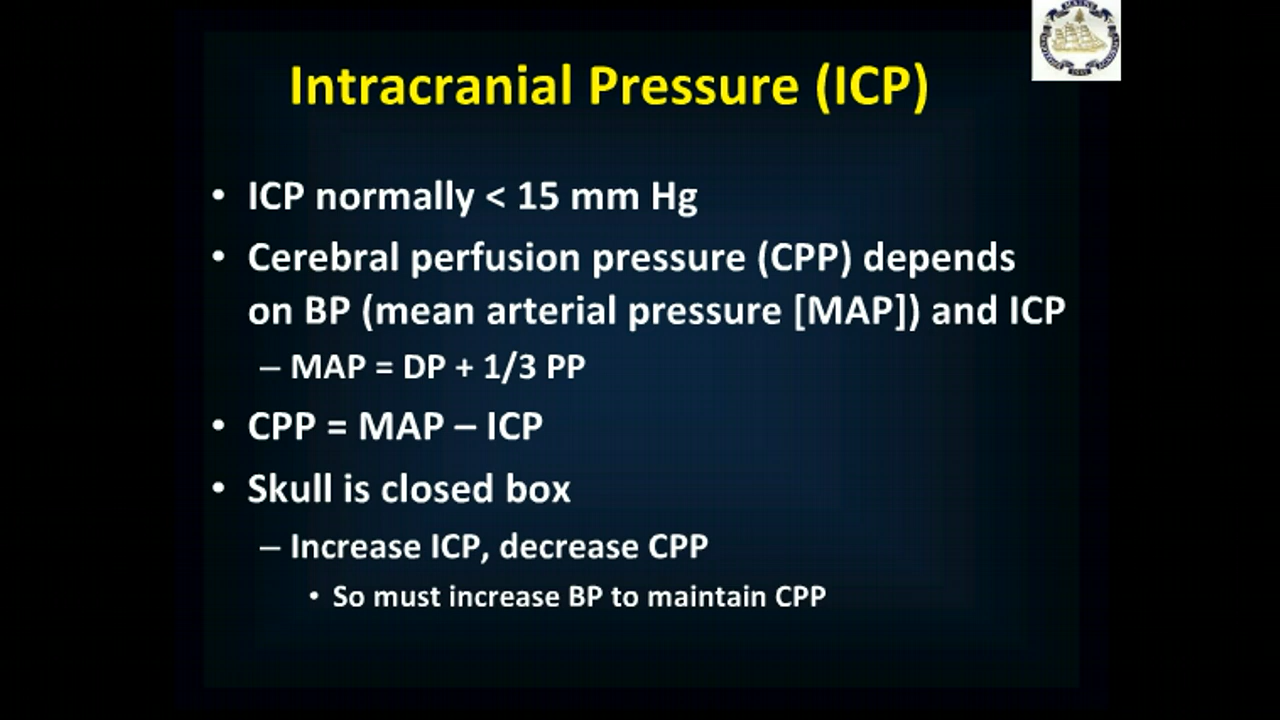 Intracranial Pressure (ICP)
• ICP normally < 15 mm Hg
• Cerebral perfusion pressure (CPP) depends
on BP (mean arterial pressure [MAP]) and ICP
– MAP = DP + 1/3 PP
• CPP = MAP – ICP
• Skull is closed box
– Increase ICP, decrease CPP
• So must increase BP to maintain CPP